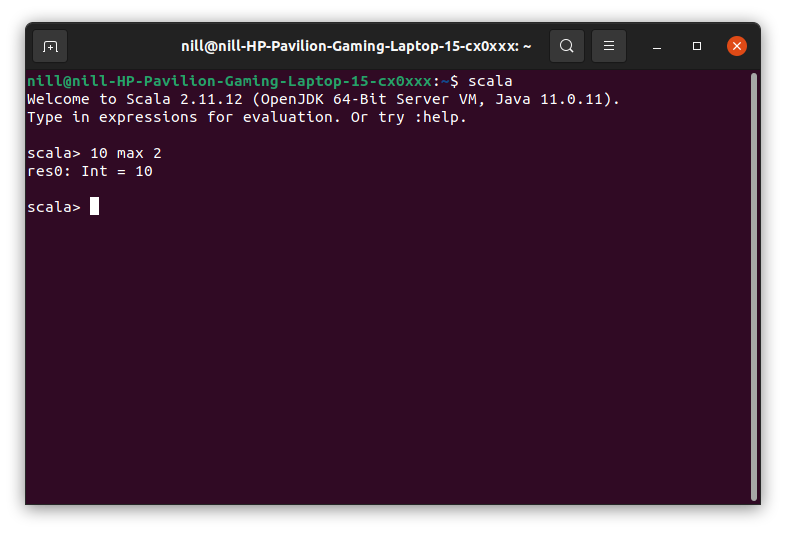 nill@nill-HP-Pavilion-Gaming-Laptop-15-cx0xxx: ~
nill@nill-HP-Pavilion-Gaming-Laptop-15-cx0xxx:~$ scala
Welcome to Scala 2.11.12 (OpenJDK 64-Bit Server VM, Java 11.0.11).
Type in expressions for evaluation. Or try :help.
scala> 10 max 2
res0: Int = 10
scala>